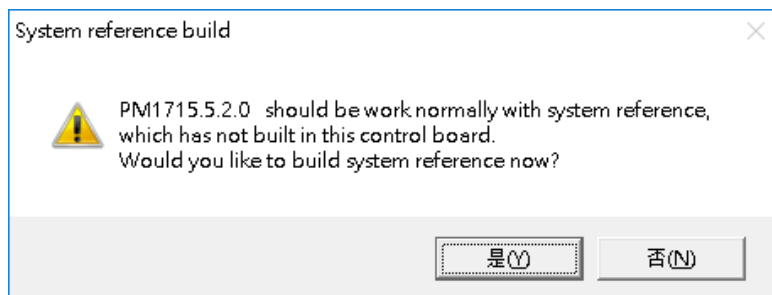 System reference build
PM1715.5.2.0 should be work normally with system reference,
which has not built in this control board.
Would you like to build system reference now?
是(Y)
否(N)